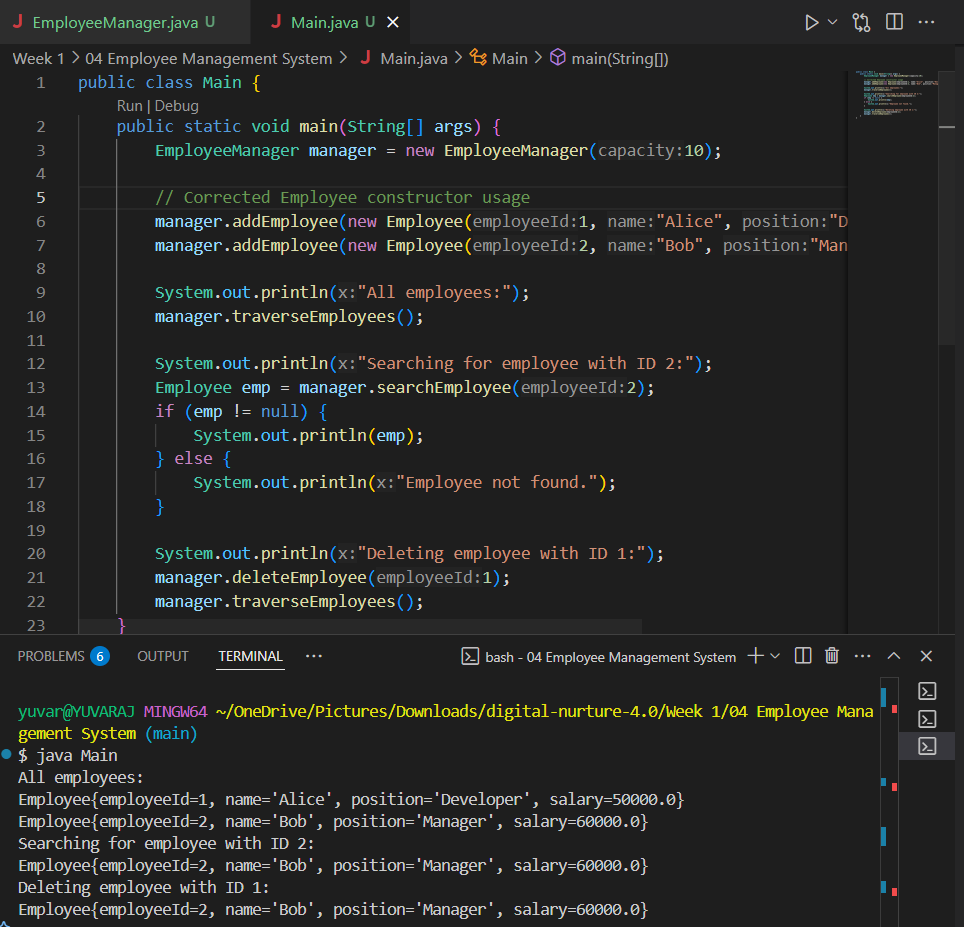 EmployeeManager.java U
Main.java U
Week 1 > 04 Employee Management System > Main.java > Main > main(String[])
1 public class Main {
Run | Debug
2 public static void main(String[] args) {
3 EmployeeManager manager = new EmployeeManager(capacity:10);
4
5 // Corrected Employee constructor usage
6 manager.addEmployee(new Employee(employeeId:1, name:"Alice", position:"D
7 manager.addEmployee(new Employee(employeeId:2, name:"Bob", position:"Man
8
9 System.out.println(x:"All employees:");
10 manager.traverseEmployees();
11
12 System.out.println(x:"Searching for employee with ID 2:");
13 Employee emp = manager.searchEmployee(employeeId:2);
14 if (emp != null) {
15 System.out.println(emp);
16 } else {
17 System.out.println(x:"Employee not found.");
18 }
19
20 System.out.println(x:"Deleting employee with ID 1:");
21 manager.deleteEmployee(employeeId:1);
22 manager.traverseEmployees();
23 }
PROBLEMS 6 OUTPUT TERMINAL bash - 04 Employee Management System
yuvar@YUVARAJ MINGW64 ~/OneDrive/Pictures/Downloads/digital-nurture-4.0/Week 1/04 Employee Mana
gement System (main)
$ java Main
All employees:
Employee{employeeId=1, name='Alice', position='Developer', salary=50000.0}
Employee{employeeId=2, name='Bob', position='Manager', salary=60000.0}
Searching for employee with ID 2:
Employee{employeeId=2, name='Bob', position='Manager', salary=60000.0}
Deleting employee with ID 1:
Employee{employeeId=2, name='Bob', position='Manager', salary=60000.0}